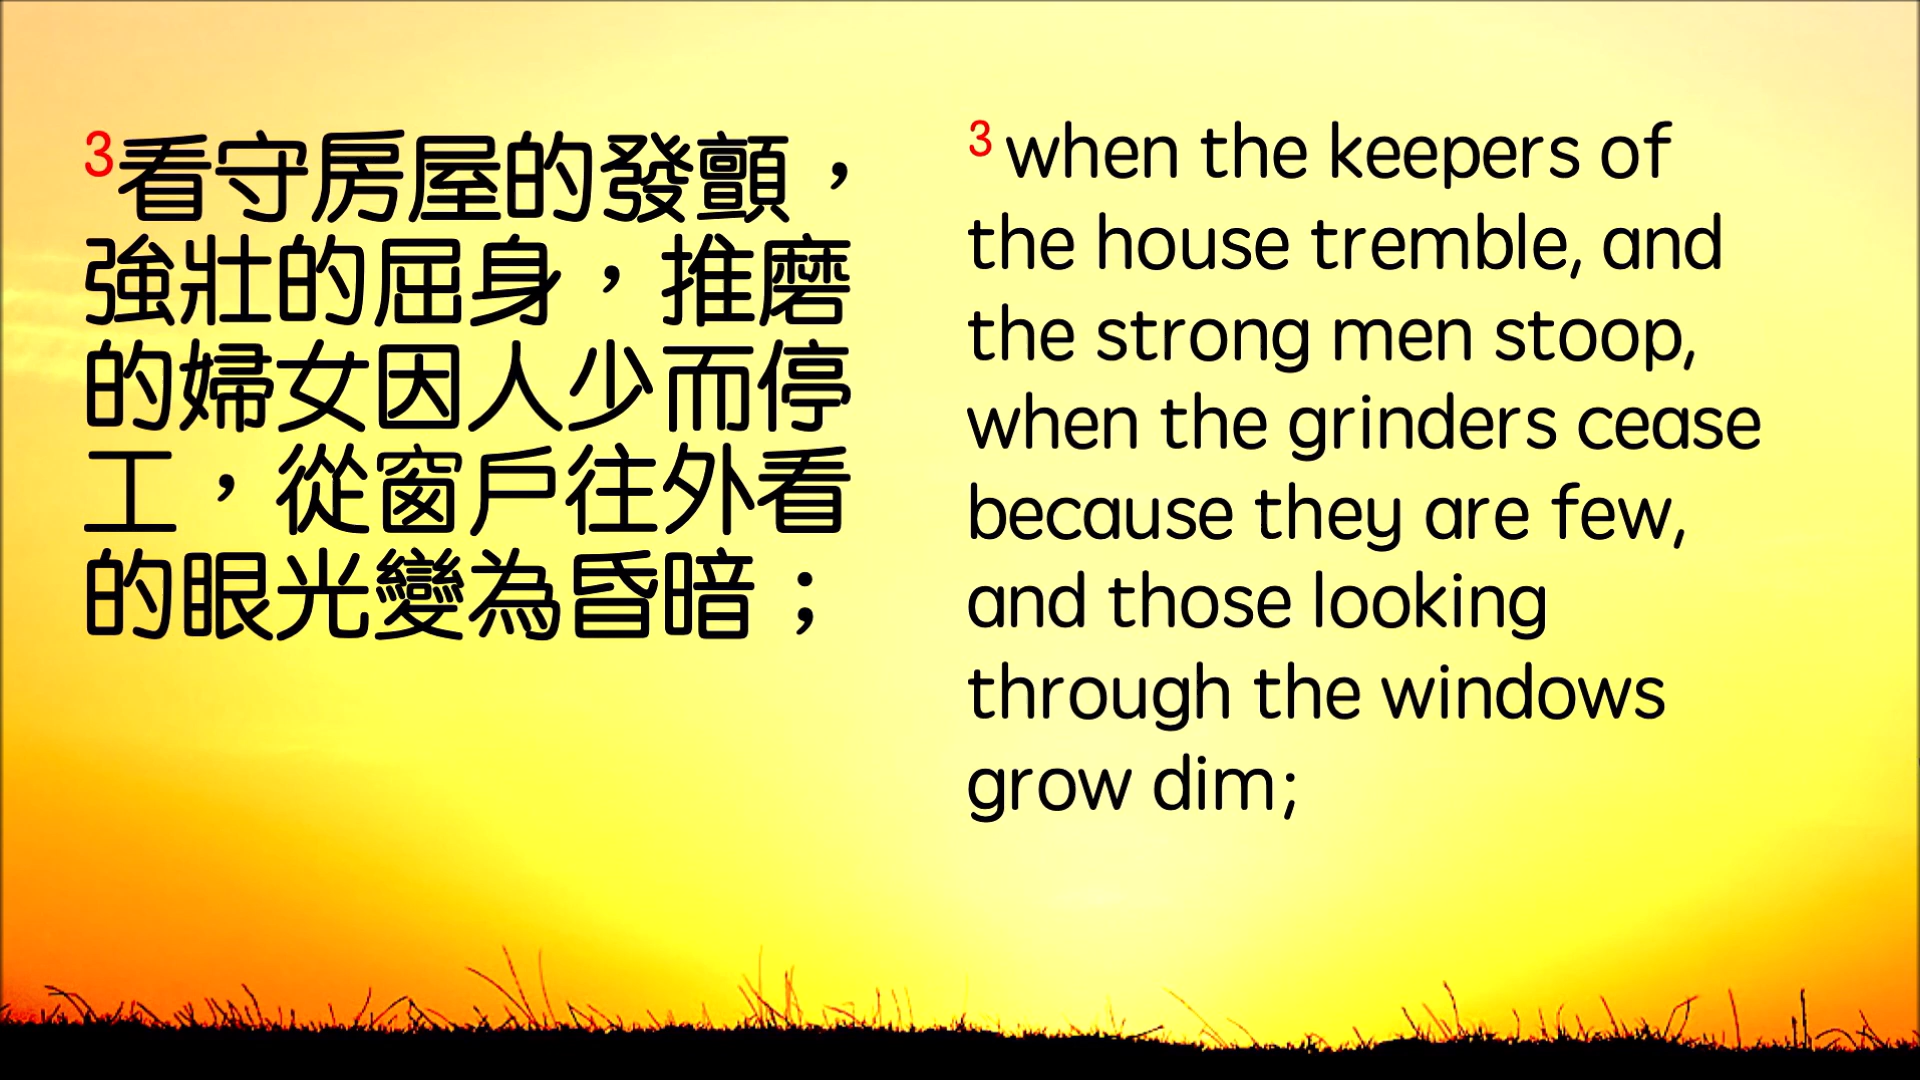 3看守房屋的發顫，
強壯的屈身，推磨
的婦女因人少而停
工，從窗戶往外看
的眼光變為昏暗；
3 when the keepers of
the house tremble, and
the strong men stoop,
when the grinders cease
because they are few,
and those looking
through the windows
grow dim;